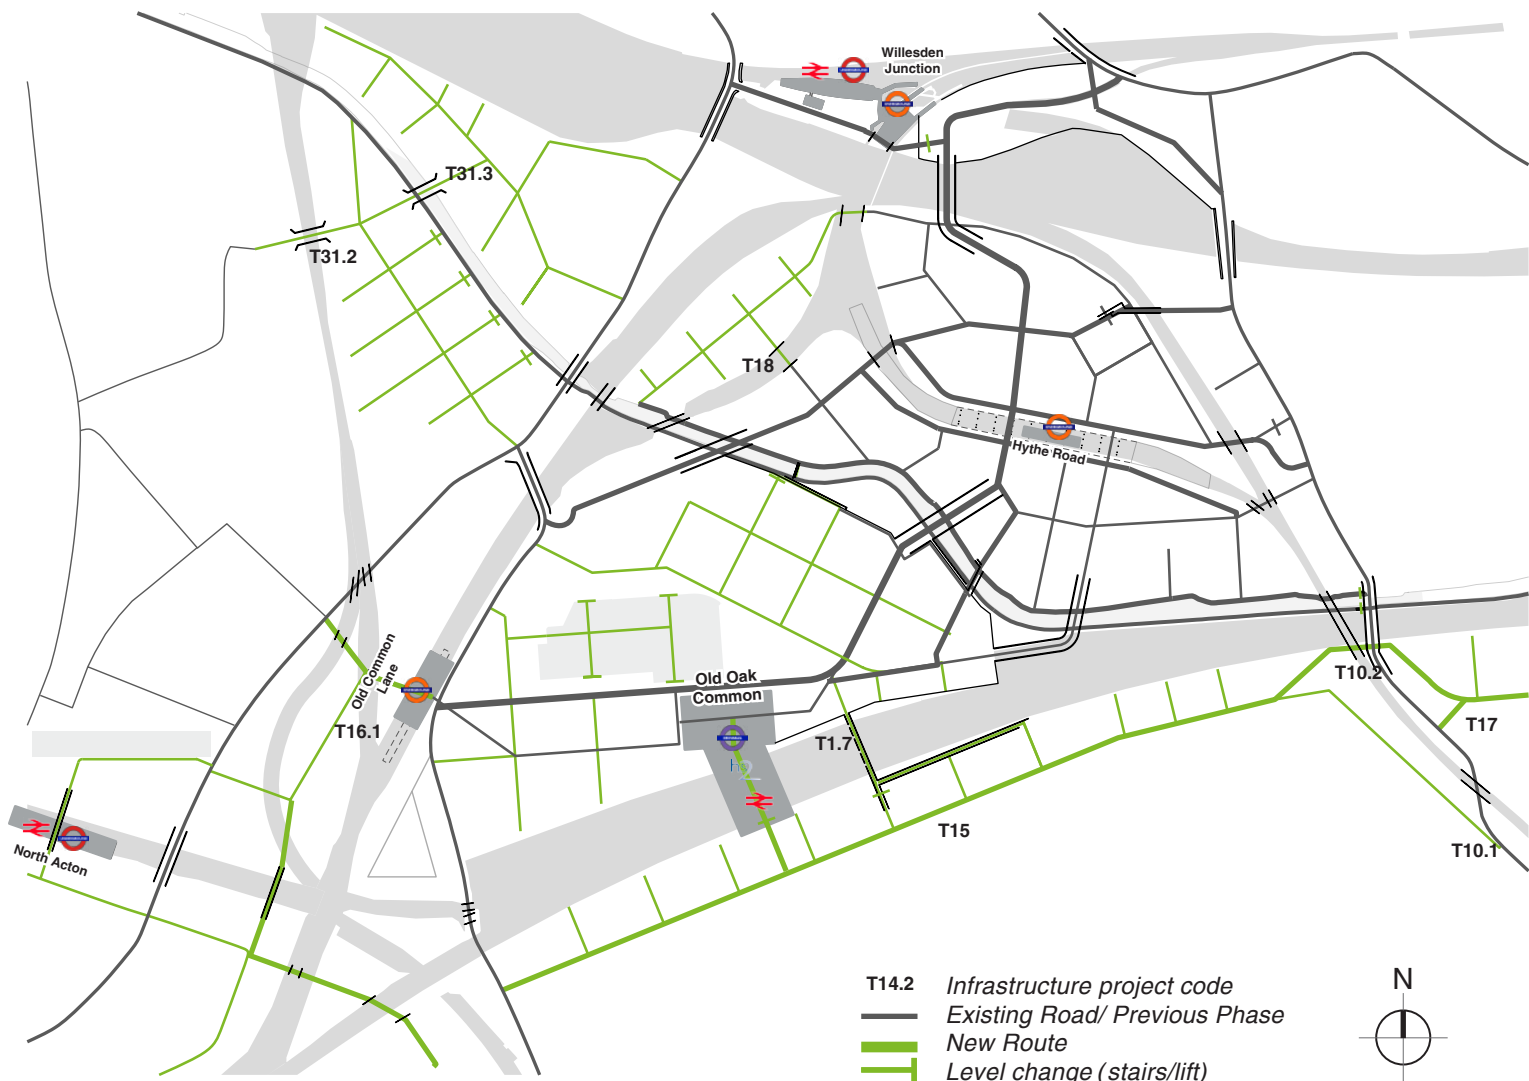 Willesden
Junction
T31.3
T31.2
T18
Hythe Road
Old Common
Lane
T16.1
Old Oak
Common
hs2
T1.7
T10.2
T17
T15
T10.1
North Acton
T14.2 Infrastructure project code
Existing Road/ Previous Phase
New Route
Level change (stairs/lift)
N